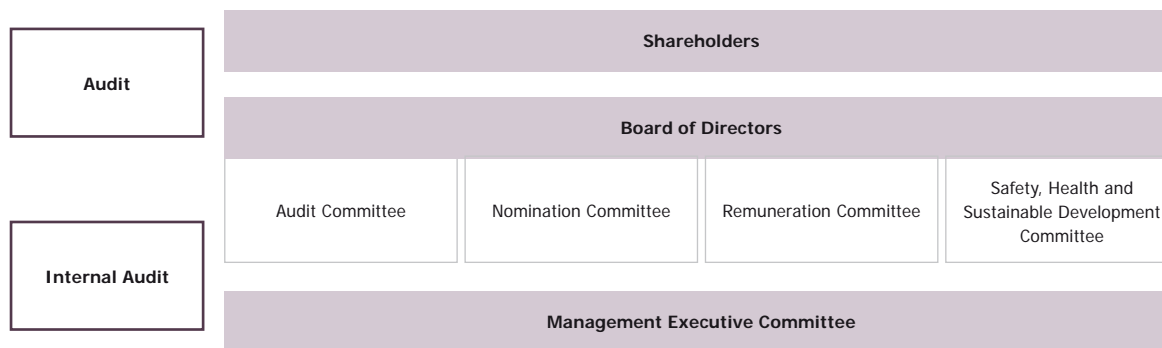 Shareholders
Audit
Board of Directors
Audit Committee
Nomination Committee
Remuneration Committee
Safety, Health and
Sustainable Development
Committee
Internal Audit
Management Executive Committee